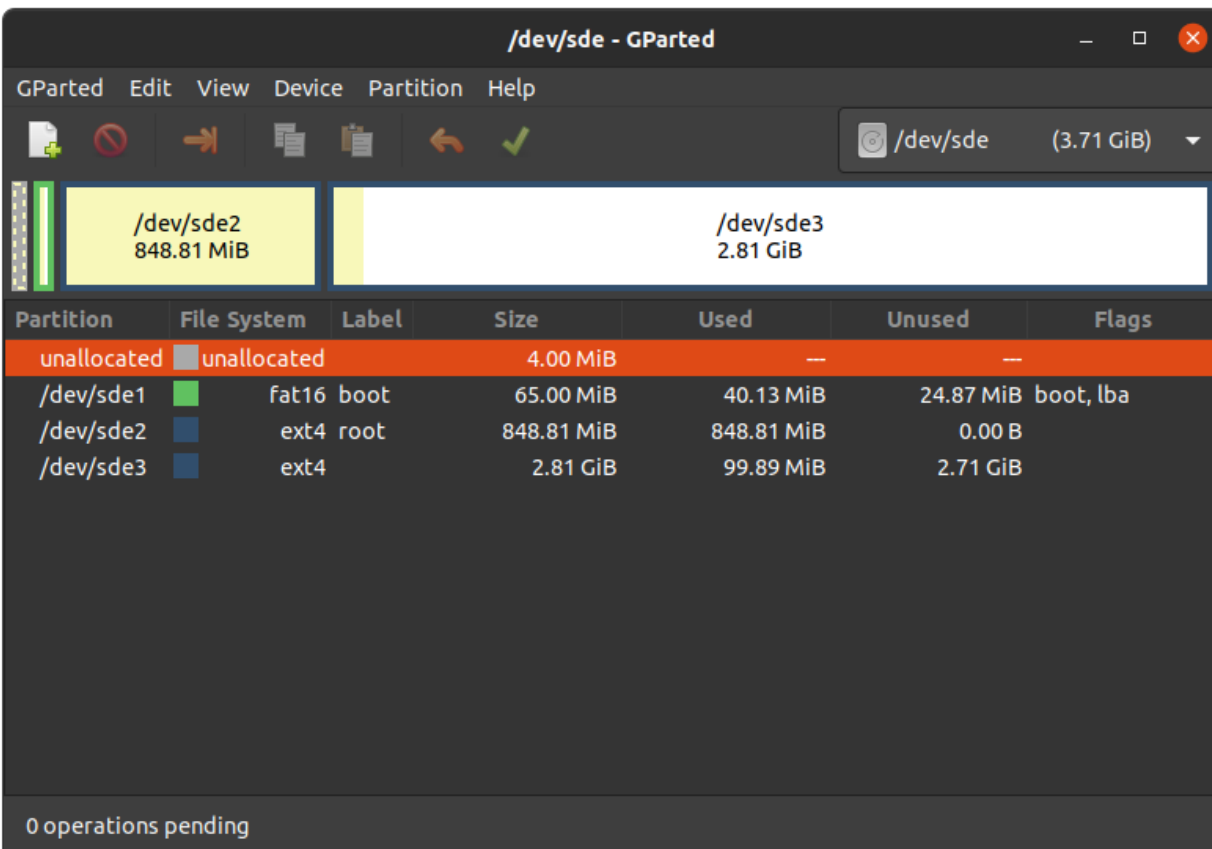 /dev/sde - GParted
GParted Edit View Device Partition Help
/dev/sde (3.71 GiB)
/dev/sde2
848.81 MiB
/dev/sde3
2.81 GiB
Partition File System Label Size Used Unused Flags
unallocated unallocated 4.00 MiB --- ---
/dev/sde1 fat16 boot 65.00 MiB 40.13 MiB 24.87 MiB boot, lba
/dev/sde2 ext4 root 848.81 MiB 848.81 MiB 0.00 B
/dev/sde3 ext4 2.81 GiB 99.89 MiB 2.71 GiB
0 operations pending